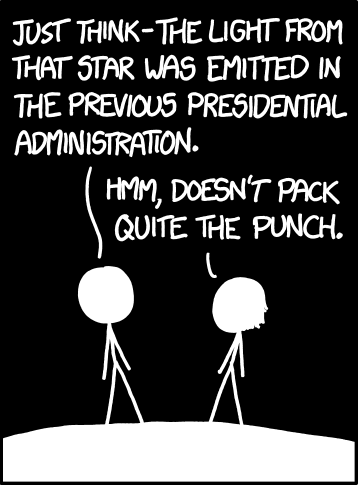 JUST THINK-THE LIGHT FROM
THAT STAR WAS EMITTED IN
THE PREVIOUS PRESIDENTIAL
ADMINISTRATION.
HMM, DOESN'T PACK
QUITE THE PUNCH.